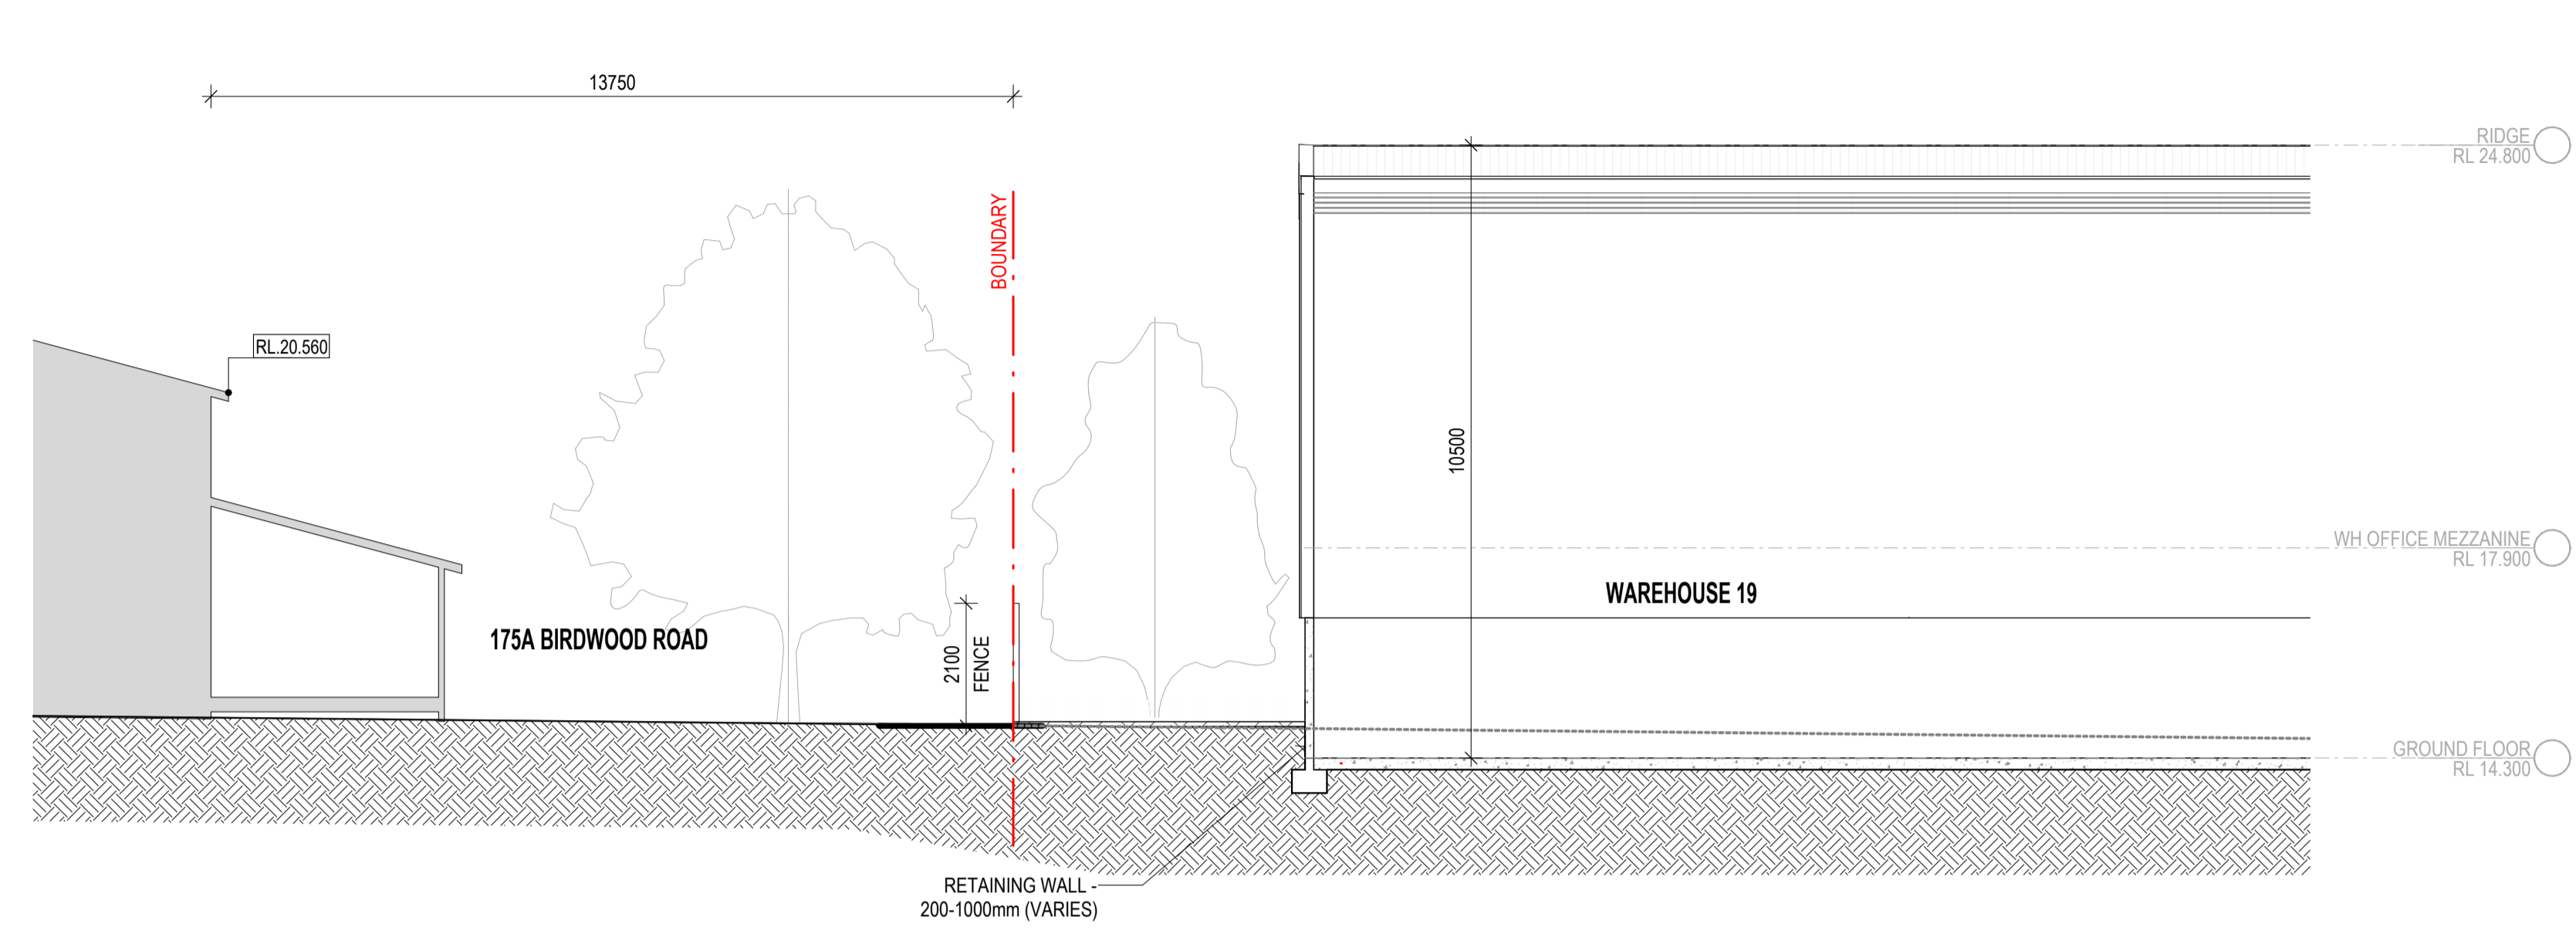 13750
RIDGE
RL 24.800
BOUNDARY
RL.20.560
10500
WH OFFICE MEZZANINE
RL 17.900
WAREHOUSE 19
175A BIRDWOOD ROAD
2100
FENCE
GROUND FLOOR
RL 14.300
RETAINING WALL -
200-1000mm (VARIES)